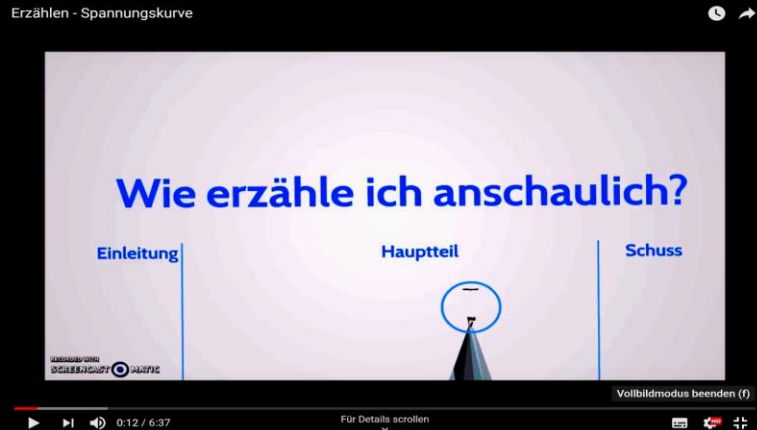 Erzählen - Spannungskurve
Wie erzähle ich anschaulich?
Einleitung Hauptteil Schuss
RECORDED WITH
SCREENCAST MATIC
Vollbildmodus beenden (f)
0:12 / 6:37 Für Details scrollen HD